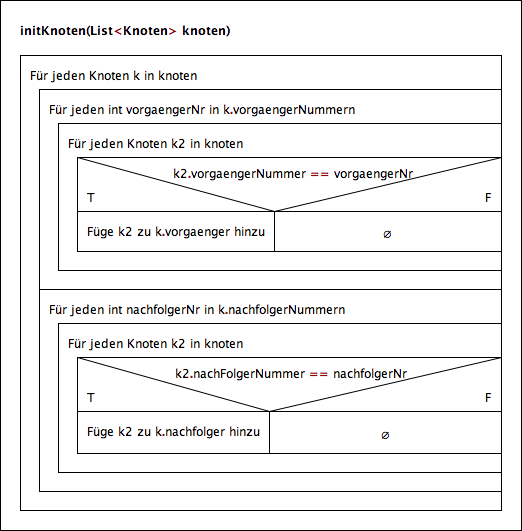 initKnoten(List<Knoten> knoten)
Für jeden Knoten k in knoten
Für jeden int vorgaengerNr in k.vorgaengerNummern
Für jeden Knoten k2 in knoten
k2.vorgaengerNummer == vorgaengerNr
T F
Füge k2 zu k.vorgaenger hinzu ∅
Für jeden int nachfolgerNr in k.nachfolgerNummern
Für jeden Knoten k2 in knoten
k2.nachFolgerNummer == nachfolgerNr
T F
Füge k2 zu k.nachfolger hinzu ∅